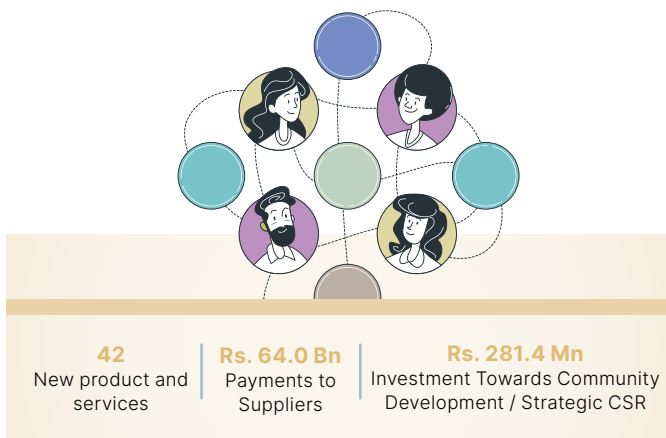 42
New product and
services
Rs. 64.0 Bn
Payments to
Suppliers
Rs. 281.4 Mn
Investment Towards Community
Development / Strategic CSR